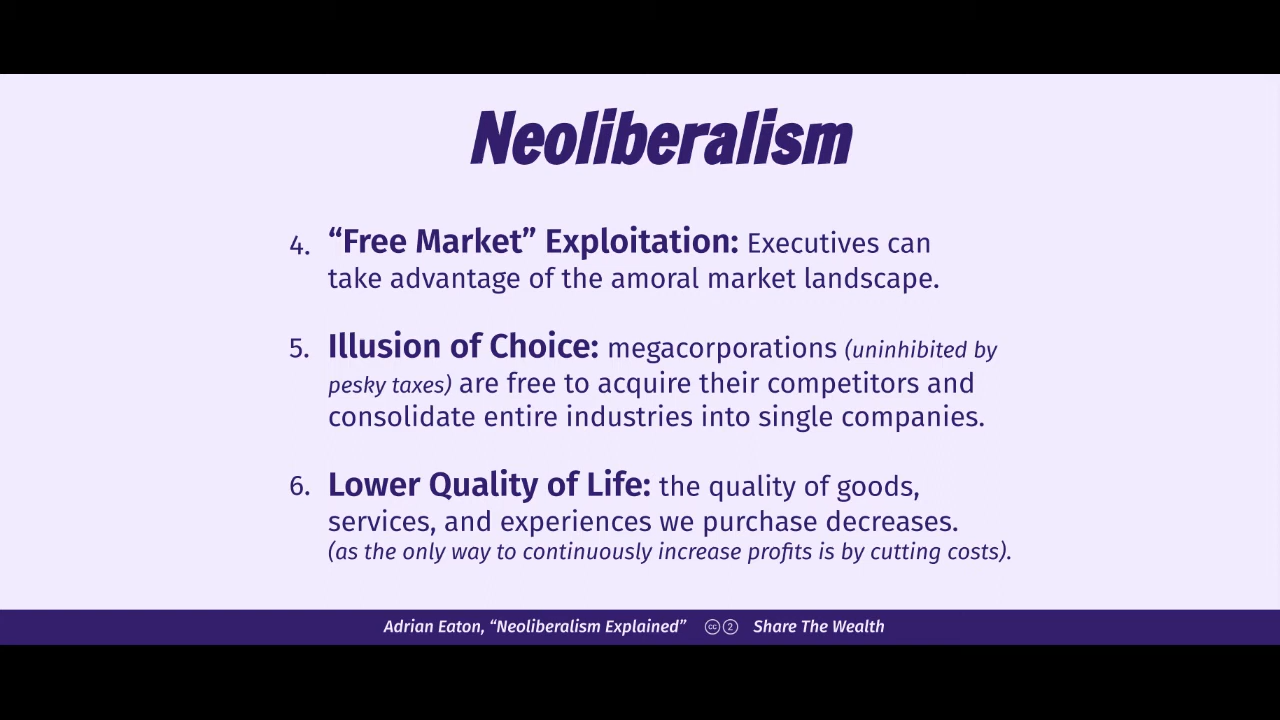 Neoliberalism
4. “Free Market” Exploitation: Executives can
take advantage of the amoral market landscape.
5. Illusion of Choice: megacorporations (uninhibited by
pesky taxes) are free to acquire their competitors and
consolidate entire industries into single companies.
6. Lower Quality of Life: the quality of goods,
services, and experiences we purchase decreases.
(as the only way to continuously increase profits is by cutting costs).
Adrian Eaton, “Neoliberalism Explained” cc 2 Share The Wealth